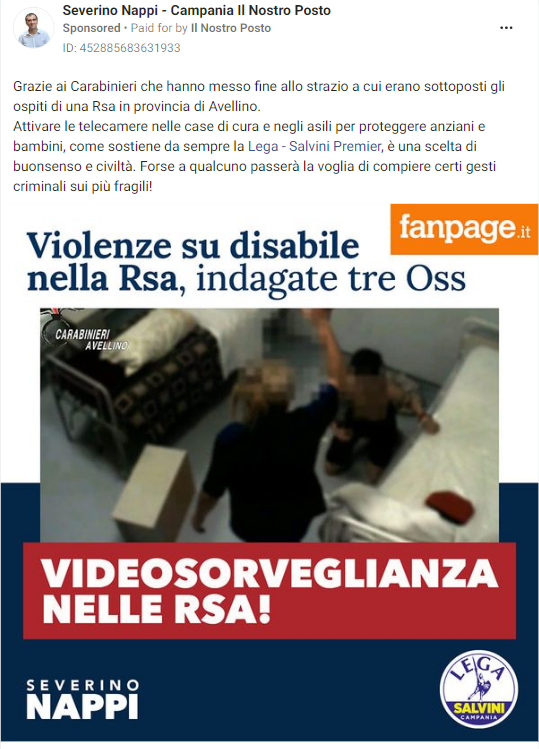 Severino Nappi - Campania Il Nostro Posto
Sponsored • Paid for by Il Nostro Posto
ID: 452885683631933
Grazie ai Carabinieri che hanno messo fine allo strazio a cui erano sottoposti gli
ospiti di una Rsa in provincia di Avellino.
Attivare le telecamere nelle case di cura e negli asili per proteggere anziani e
bambini, come sostiene da sempre la Lega - Salvini Premier, è una scelta di
buonsenso e civiltà. Forse a qualcuno passerà la voglia di compiere certi gesti
criminali sui più fragili!
fanpage.it
Violenze su disabile
nella Rsa, indagate tre Oss
CARABINIERI
AVELLINO
VIDEOSORVEGLIANZA
NELLE RSA!
SEVERINO
NAPPI
LEGA
SALVINI
CAMPANIA